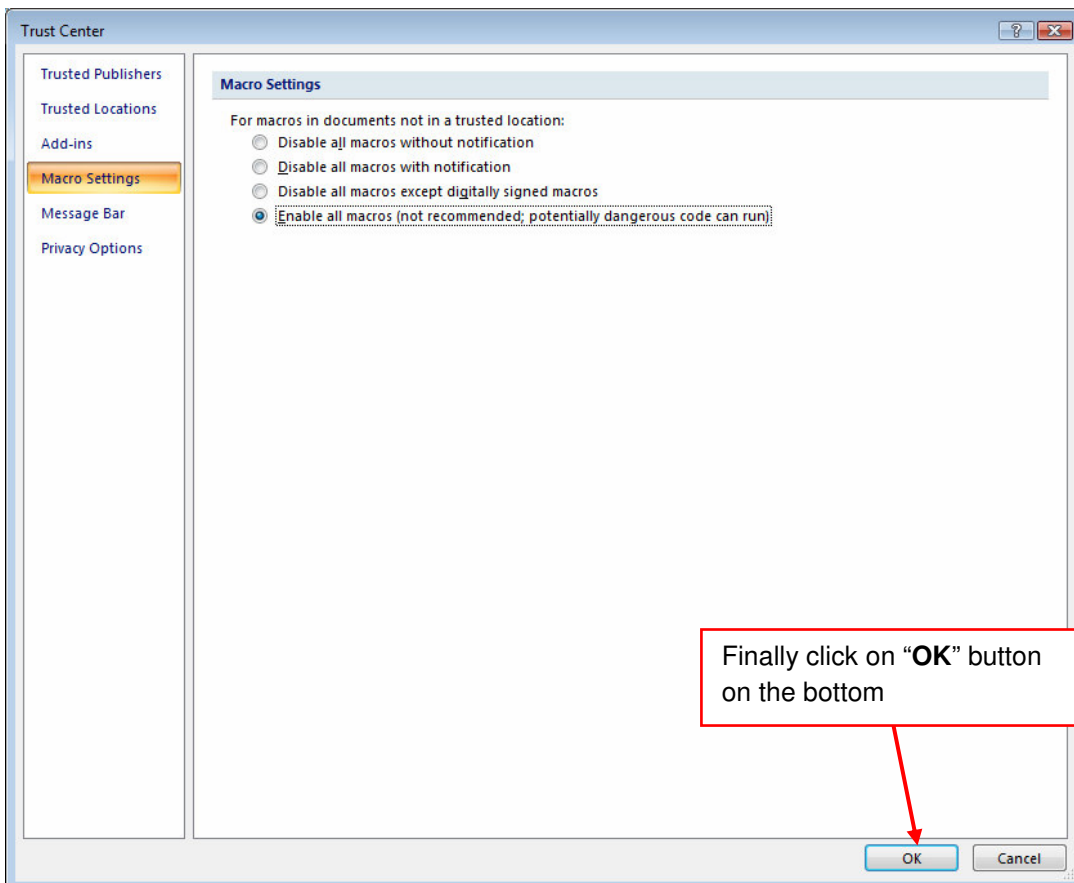 Trust Center
Trusted Publishers
Trusted Locations
Add-ins
Macro Settings
Message Bar
Privacy Options
Macro Settings
For macros in documents not in a trusted location:
Disable all macros without notification
Disable all macros with notification
Disable all macros except digitally signed macros
Enable all macros (not recommended; potentially dangerous code can run)
Finally click on “OK” button
on the bottom
OK
Cancel